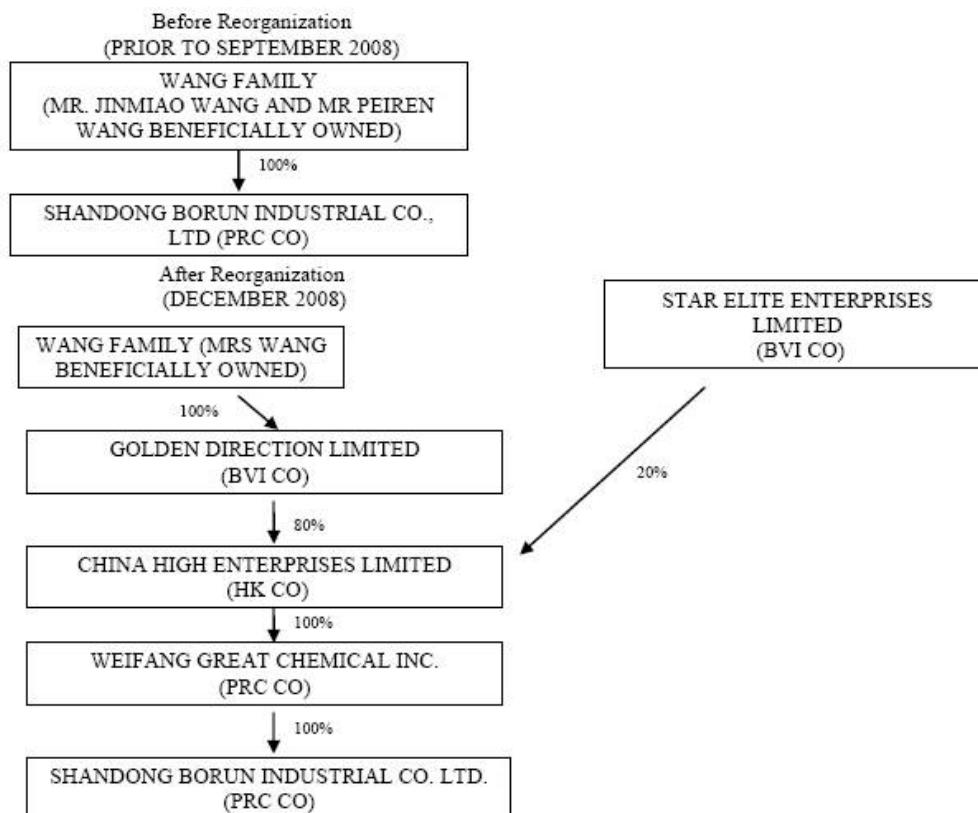 Before Reorganization
(PRIOR TO SEPTEMBER 2008)
WANG FAMILY
(MR. JINMIAO WANG AND MR PEIREN
WANG BENEFICIALLY OWNED)
100%
SHANDONG BORUN INDUSTRIAL CO.,
LTD (PRC CO)
After Reorganization
(DECEMBER 2008)
STAR ELITE ENTERPRISES
LIMITED
(BVI CO)
WANG FAMILY (MRS WANG
BENEFICIALLY OWNED)
100%
GOLDEN DIRECTION LIMITED
(BVI CO)
20%
80%
CHINA HIGH ENTERPRISES LIMITED
(HK CO)
100%
WEIFANG GREAT CHEMICAL INC.
(PRC CO)
100%
SHANDONG BORUN INDUSTRIAL CO. LTD.
(PRC CO)